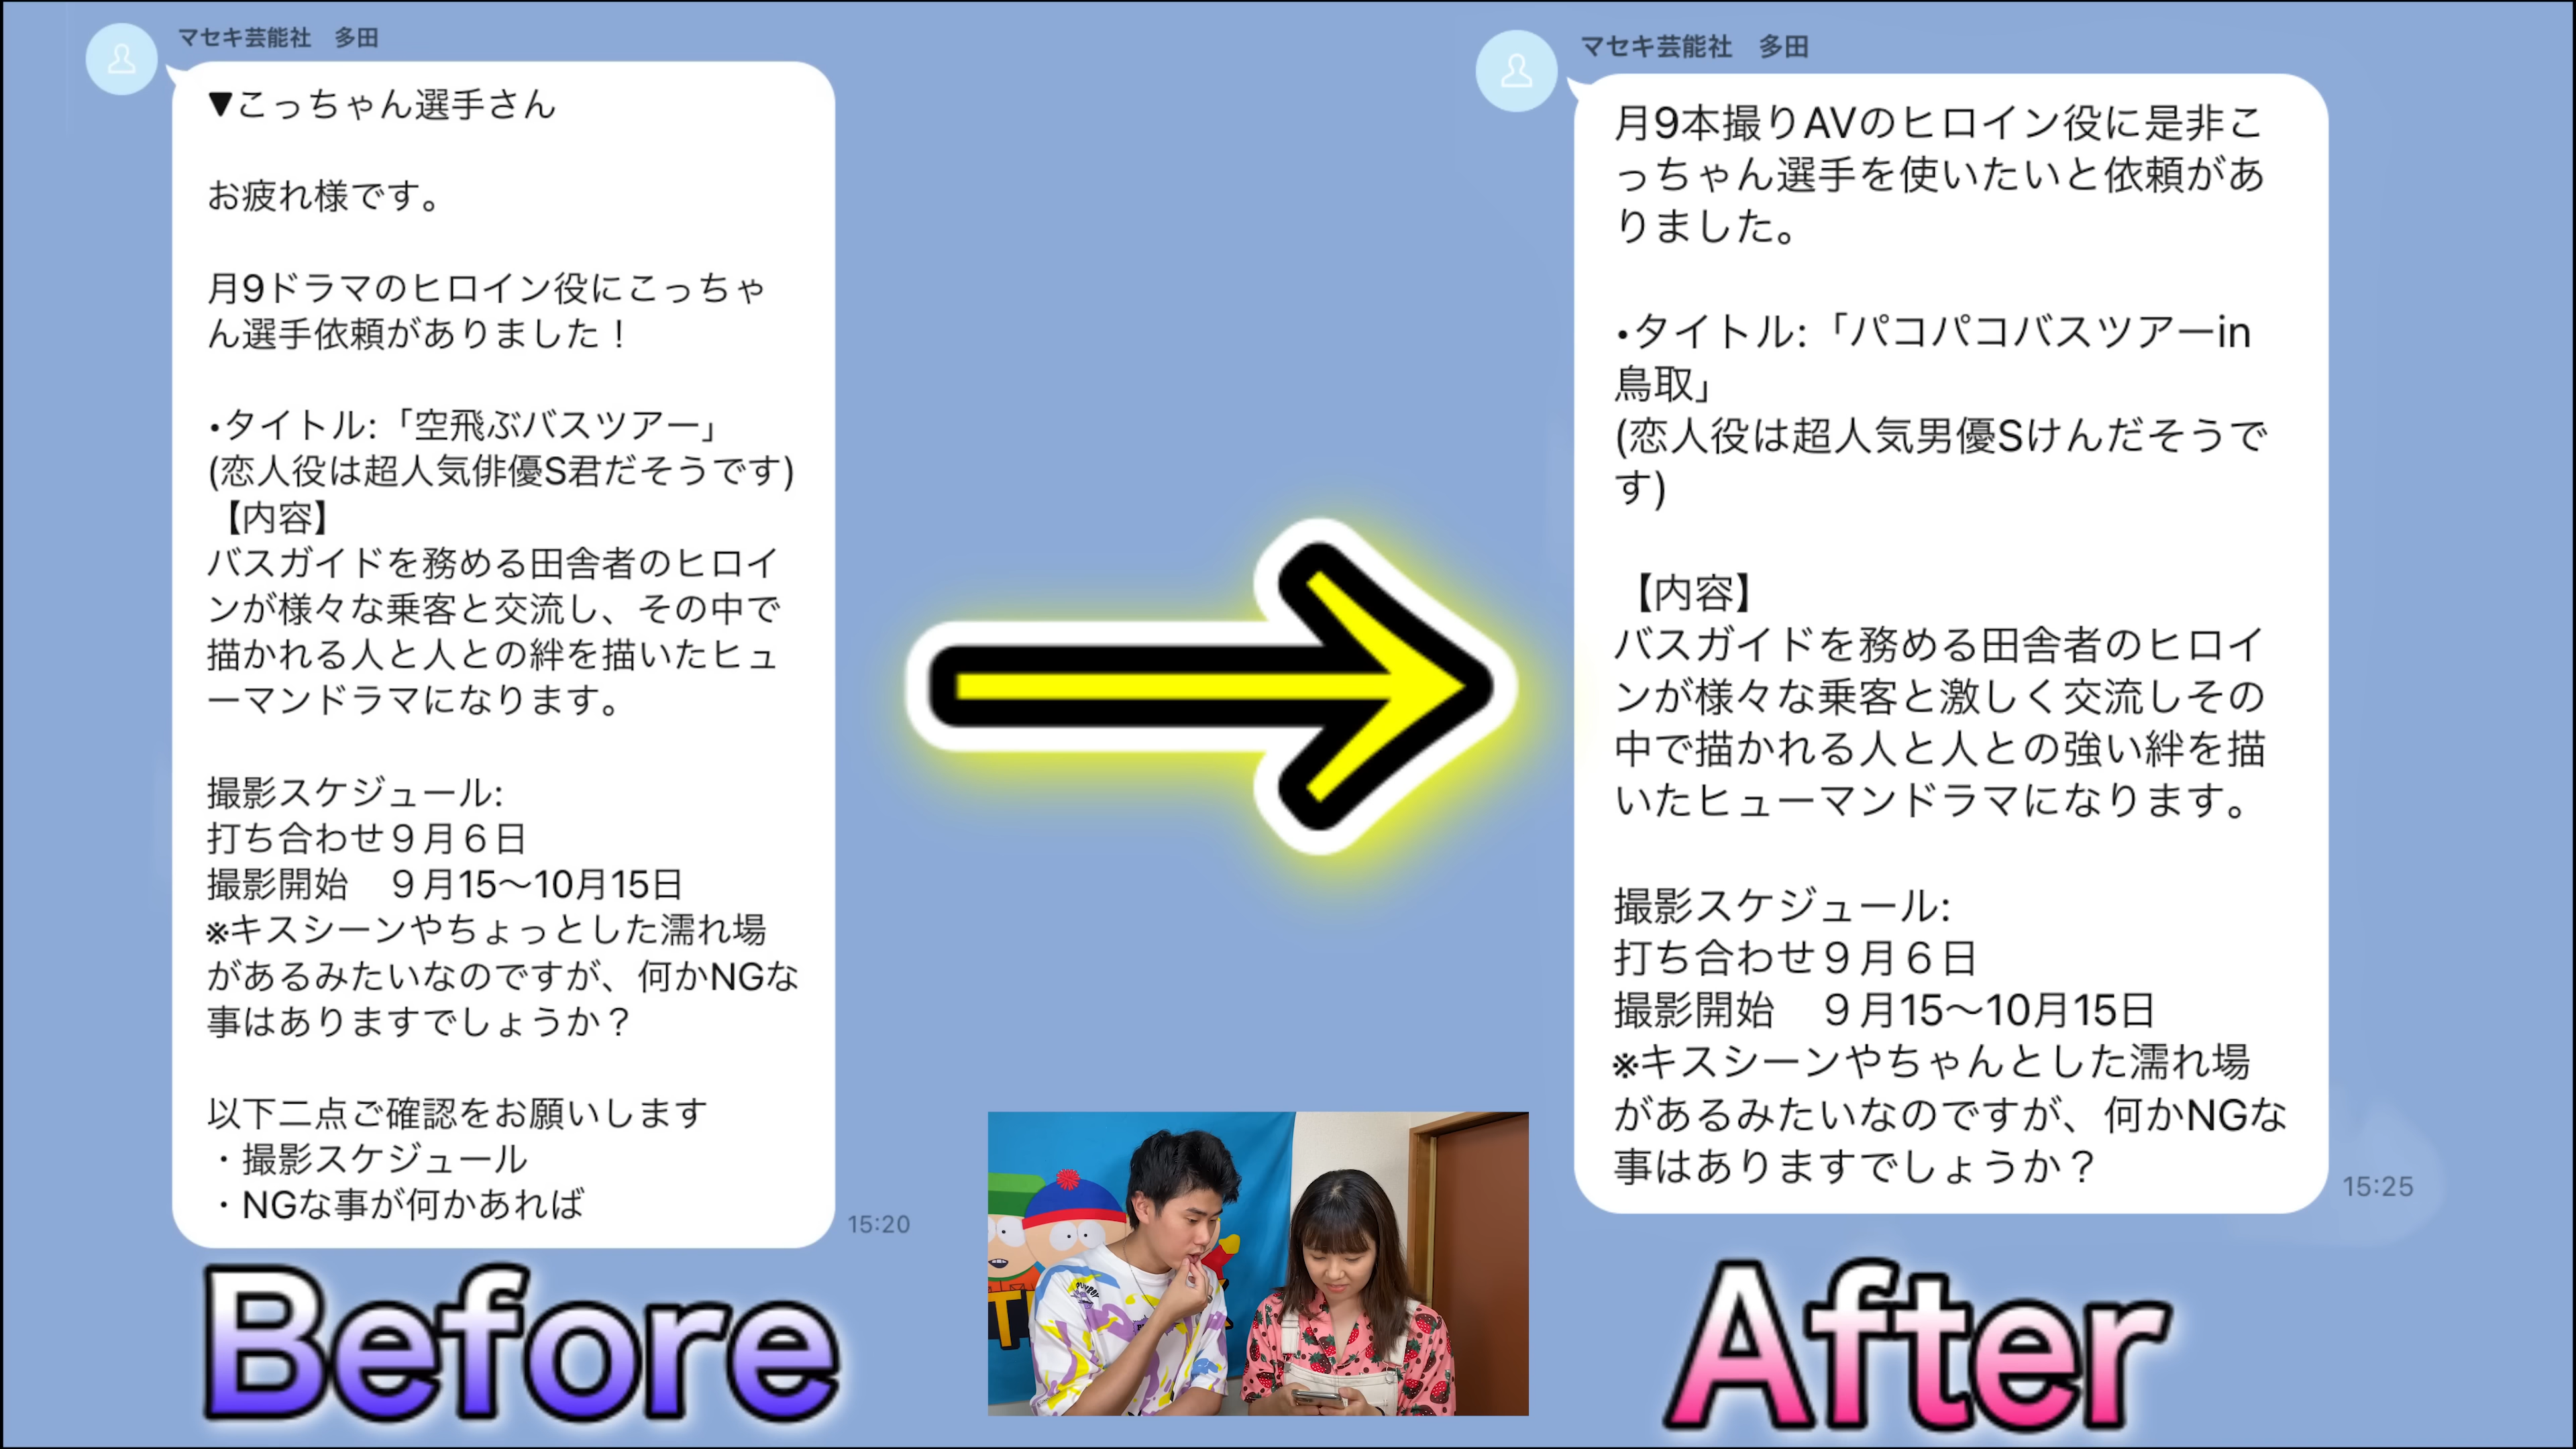 マセキ芸能社　多田
▼こっちゃん選手さん
お疲れ様です。
月9ドラマのヒロイン役にこっちゃ
ん選手依頼がありました！
•タイトル:「空飛ぶバスツアー」
(恋人役は超人気俳優S君だそうです)
【内容】
バスガイドを務める田舎者のヒロイ
ンが様々な乗客と交流し、その中で
描かれる人と人との絆を描いたヒュ
ーマンドラマになります。
撮影スケジュール:
打ち合わせ９月６日
撮影開始　９月15〜10月15日
※キスシーンやちょっとした濡れ場
があるみたいなのですが、何かNGな
事はありますでしょうか？
以下二点ご確認をお願いします
・撮影スケジュール
・NGな事が何かあれば
15:20
Before
マセキ芸能社　多田
月9本撮りAVのヒロイン役に是非こ
っちゃん選手を使いたいと依頼があ
りました。
•タイトル:「パコパコバスツアーin
鳥取」
(恋人役は超人気男優Sけんだそうで
す)
【内容】
バスガイドを務める田舎者のヒロイ
ンが様々な乗客と激しく交流しその
中で描かれる人と人との強い絆を描
いたヒューマンドラマになります。
撮影スケジュール:
打ち合わせ９月６日
撮影開始　９月15〜10月15日
※キスシーンやちゃんとした濡れ場
があるみたいなのですが、何かNGな
事はありますでしょうか？
15:25
After